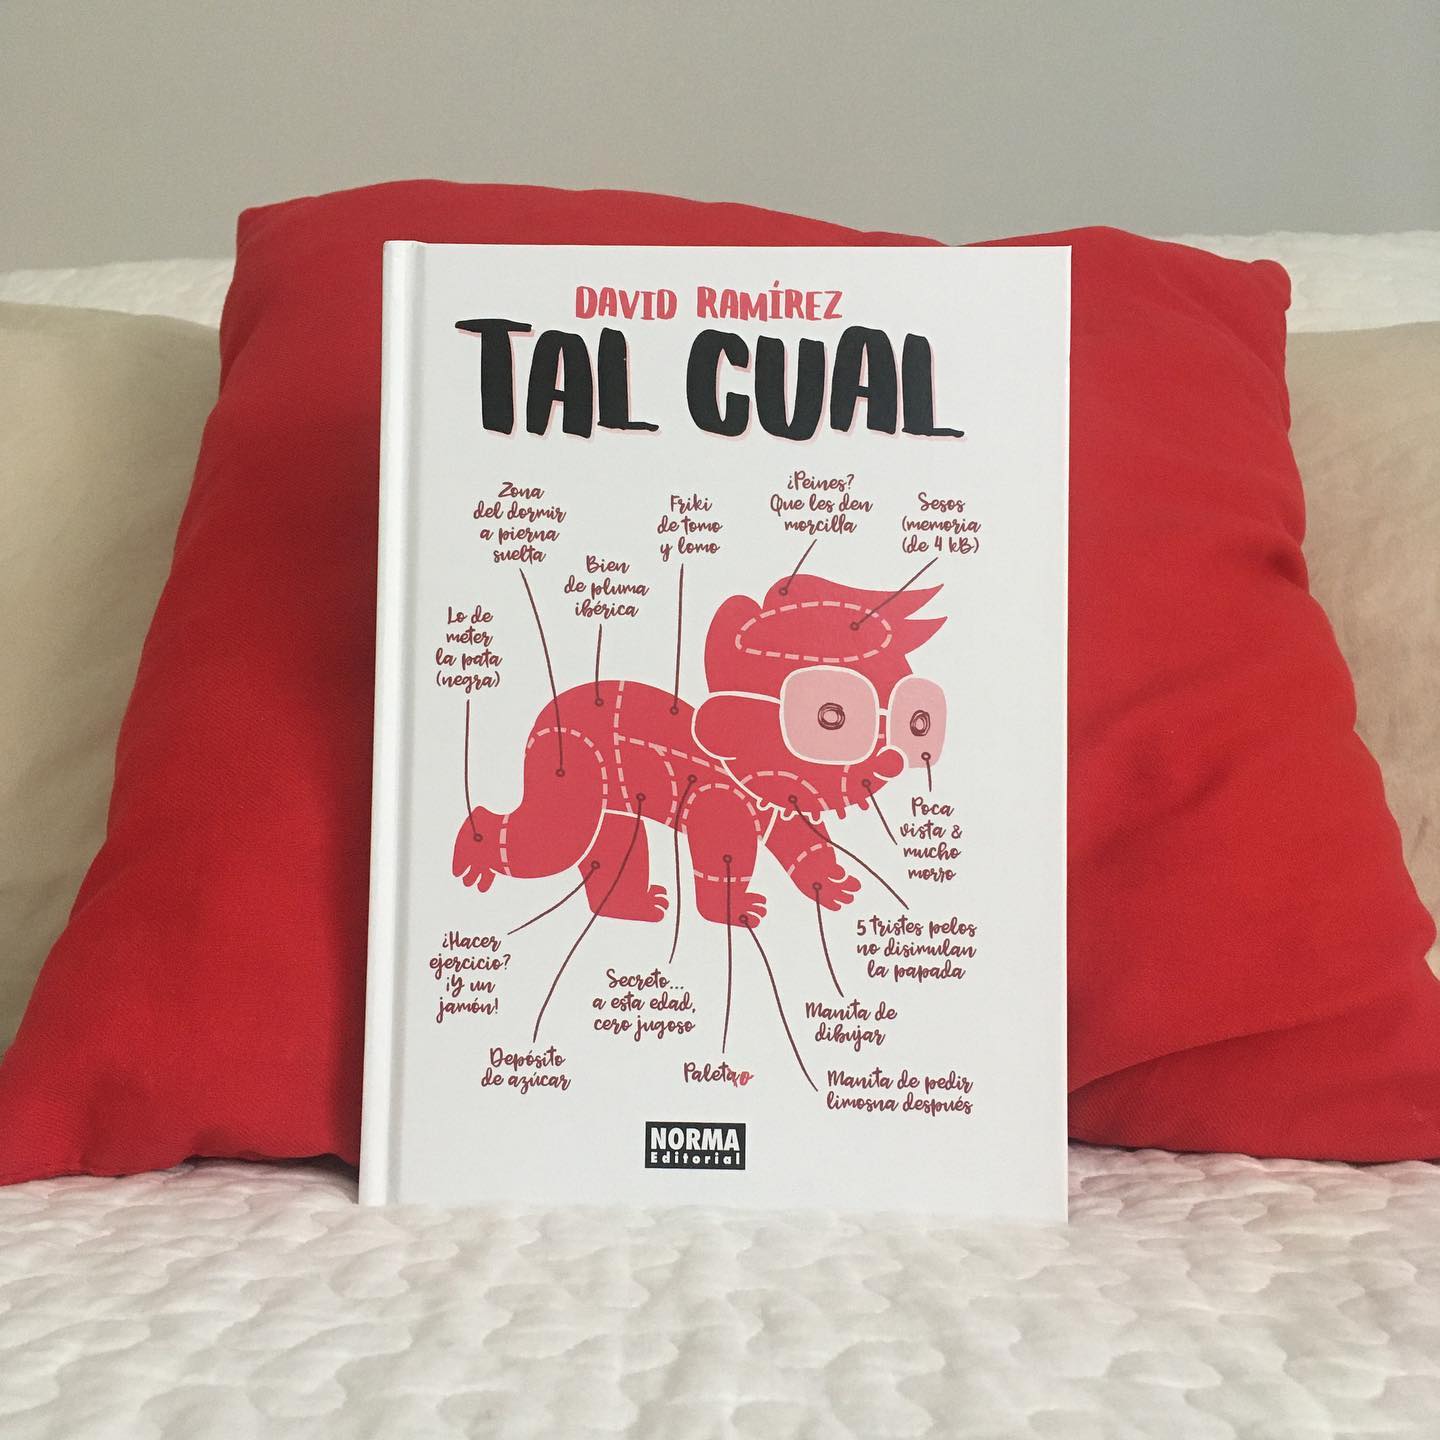 DAVID RAMÍREZ
TAL CUAL
Zona
del dormir
a pierna
suelta
Bien
de pluma
ibérica
Friki
de tomo
y lomo
¿Peines?
Que les den
morcilla
Sesos
(memoria
(de 4 kB)
Lo de
meter
la pata
(negra)
Poca
vista &
mucho
morro
5 tristes pelos
no disimulan
la papada
¿Hacer
ejercicio?
¡Y un
jamón!
Secreto...
a esta edad,
cero jugoso
Manita de
dibujar
Depósito
de azúcar
Manita de pedir
limosna después
NORMA
Editorial